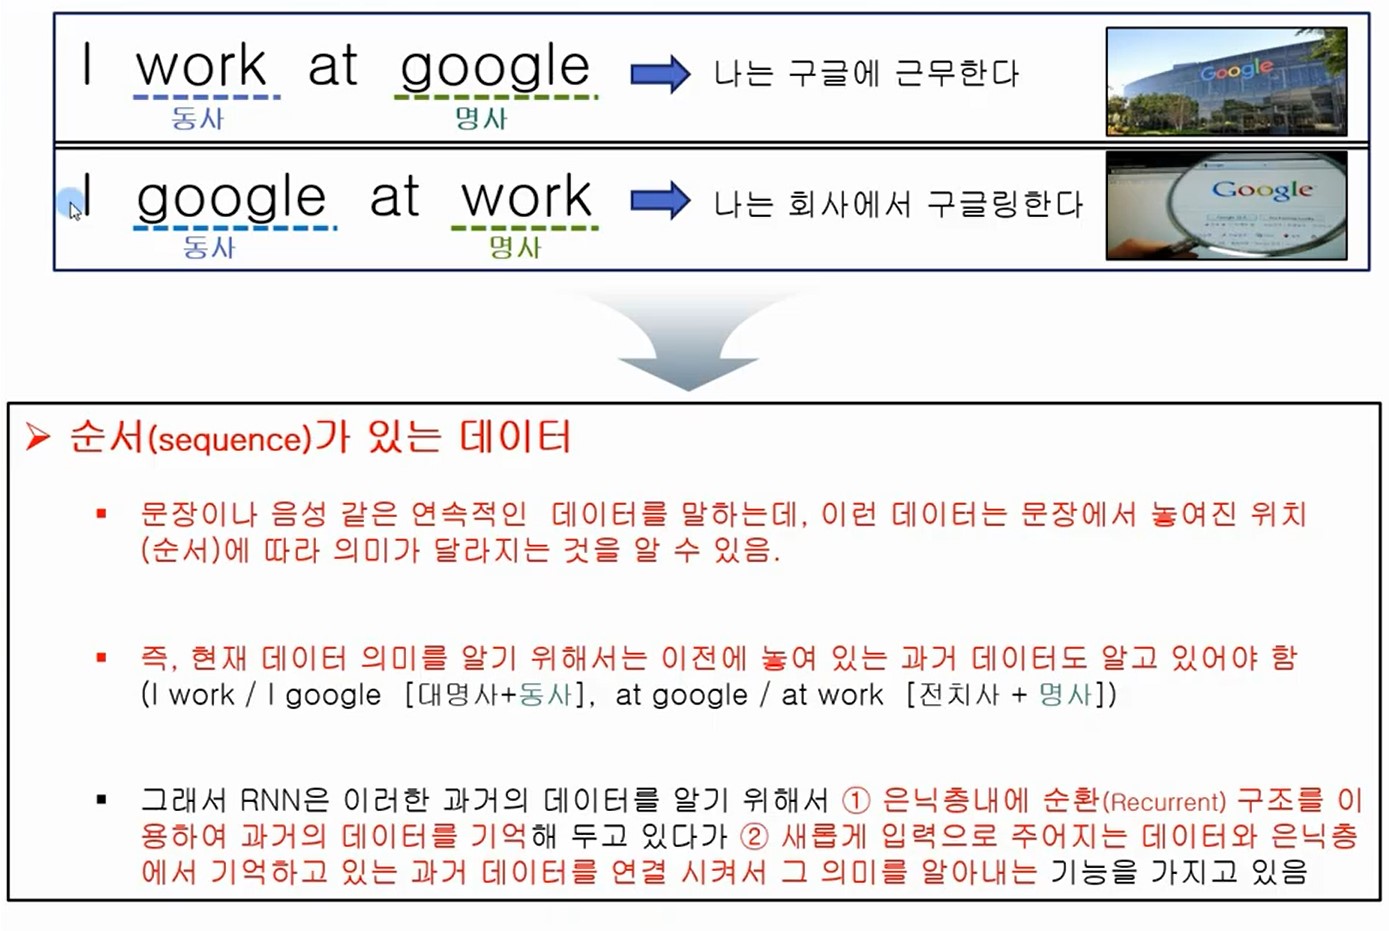 I work at google 나는 구글에 근무한다
Google
동사 명사
I google at work 나는 회사에서 구글링한다
Google
동사 명사
➢ 순서(sequence)가 있는 데이터
▪ 문장이나 음성 같은 연속적인 데이터를 말하는데, 이런 데이터는 문장에서 놓여진 위치
(순서)에 따라 의미가 달라지는 것을 알 수 있음.
▪ 즉, 현재 데이터 의미를 알기 위해서는 이전에 놓여 있는 과거 데이터도 알고 있어야 함
(I work / I google [대명사+동사], at google / at work [전치사 + 명사])
▪ 그래서 RNN은 이러한 과거의 데이터를 알기 위해서 ① 은닉층내에 순환(Recurrent) 구조를 이
용하여 과거의 데이터를 기억해 두고 있다가 ② 새롭게 입력으로 주어지는 데이터와 은닉층
에서 기억하고 있는 과거 데이터를 연결 시켜서 그 의미를 알아내는 기능을 가지고 있음